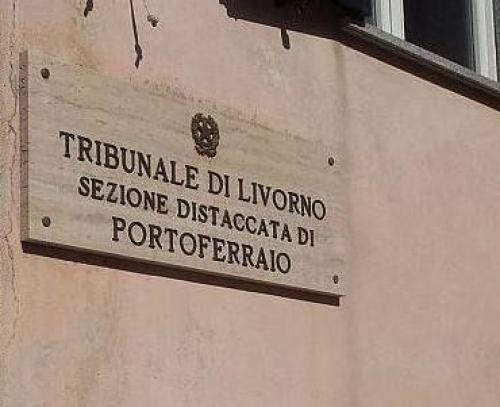 TRIBUNALE DI LIVORNO
SEZIONE DISTACCATA DI
PORTOFERRAIO